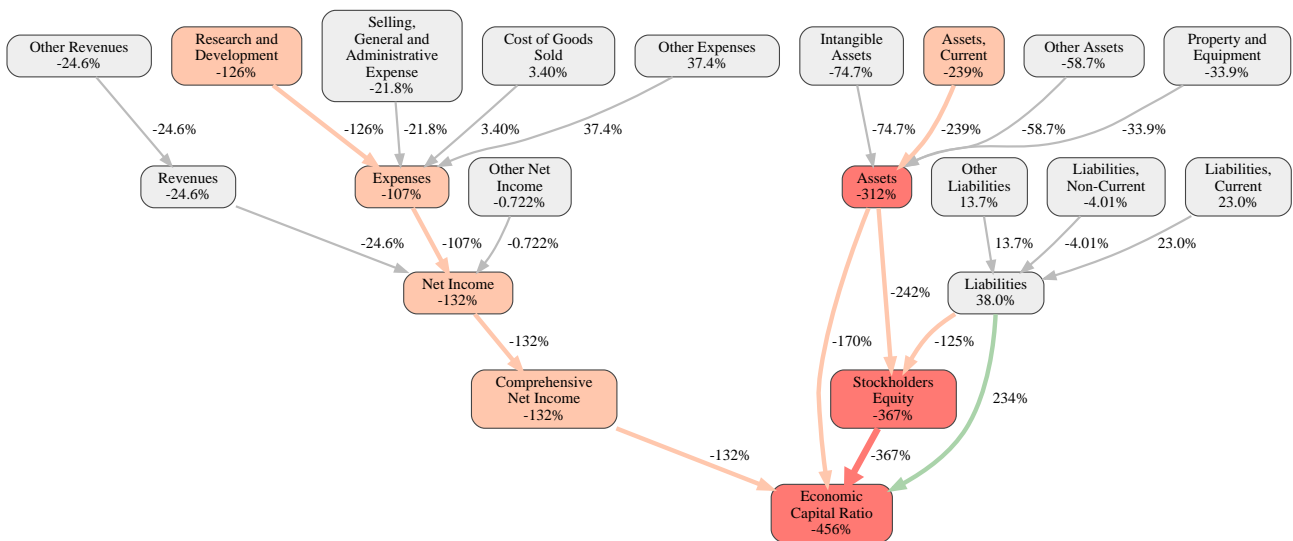 Other Revenues
-24.6%
Research and
Development
-126%
Selling,
General and
Administrative
Expense
-21.8%
Cost of Goods
Sold
3.40%
Other Expenses
37.4%
Intangible
Assets
-74.7%
Assets,
Current
-239%
Other Assets
-58.7%
Property and
Equipment
-33.9%
-24.6%
-126%
-21.8%
3.40%
37.4%
-74.7%
-239%
-58.7%
-33.9%
Revenues
-24.6%
Expenses
-107%
Other Net
Income
-0.722%
Assets
-312%
Other
Liabilities
13.7%
Liabilities,
Non-Current
-4.01%
Liabilities,
Current
23.0%
-24.6%
-107%
-0.722%
13.7%
-4.01%
23.0%
Net Income
-132%
Liabilities
38.0%
-242%
-132%
-170%
-125%
Comprehensive
Net Income
-132%
Stockholders
Equity
-367%
234%
-132%
-367%
Economic
Capital Ratio
-456%